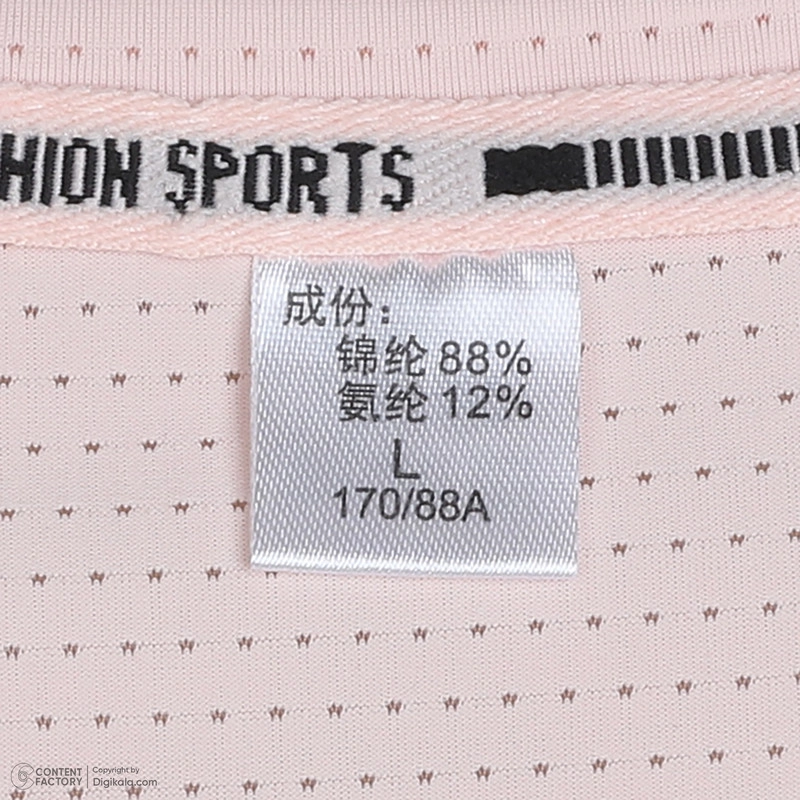 HION SPORTS
成份：
锦纶 88%
氨纶 12%
L
170/88A
CONTENT FACTORY
Copyright by
Digikala.com